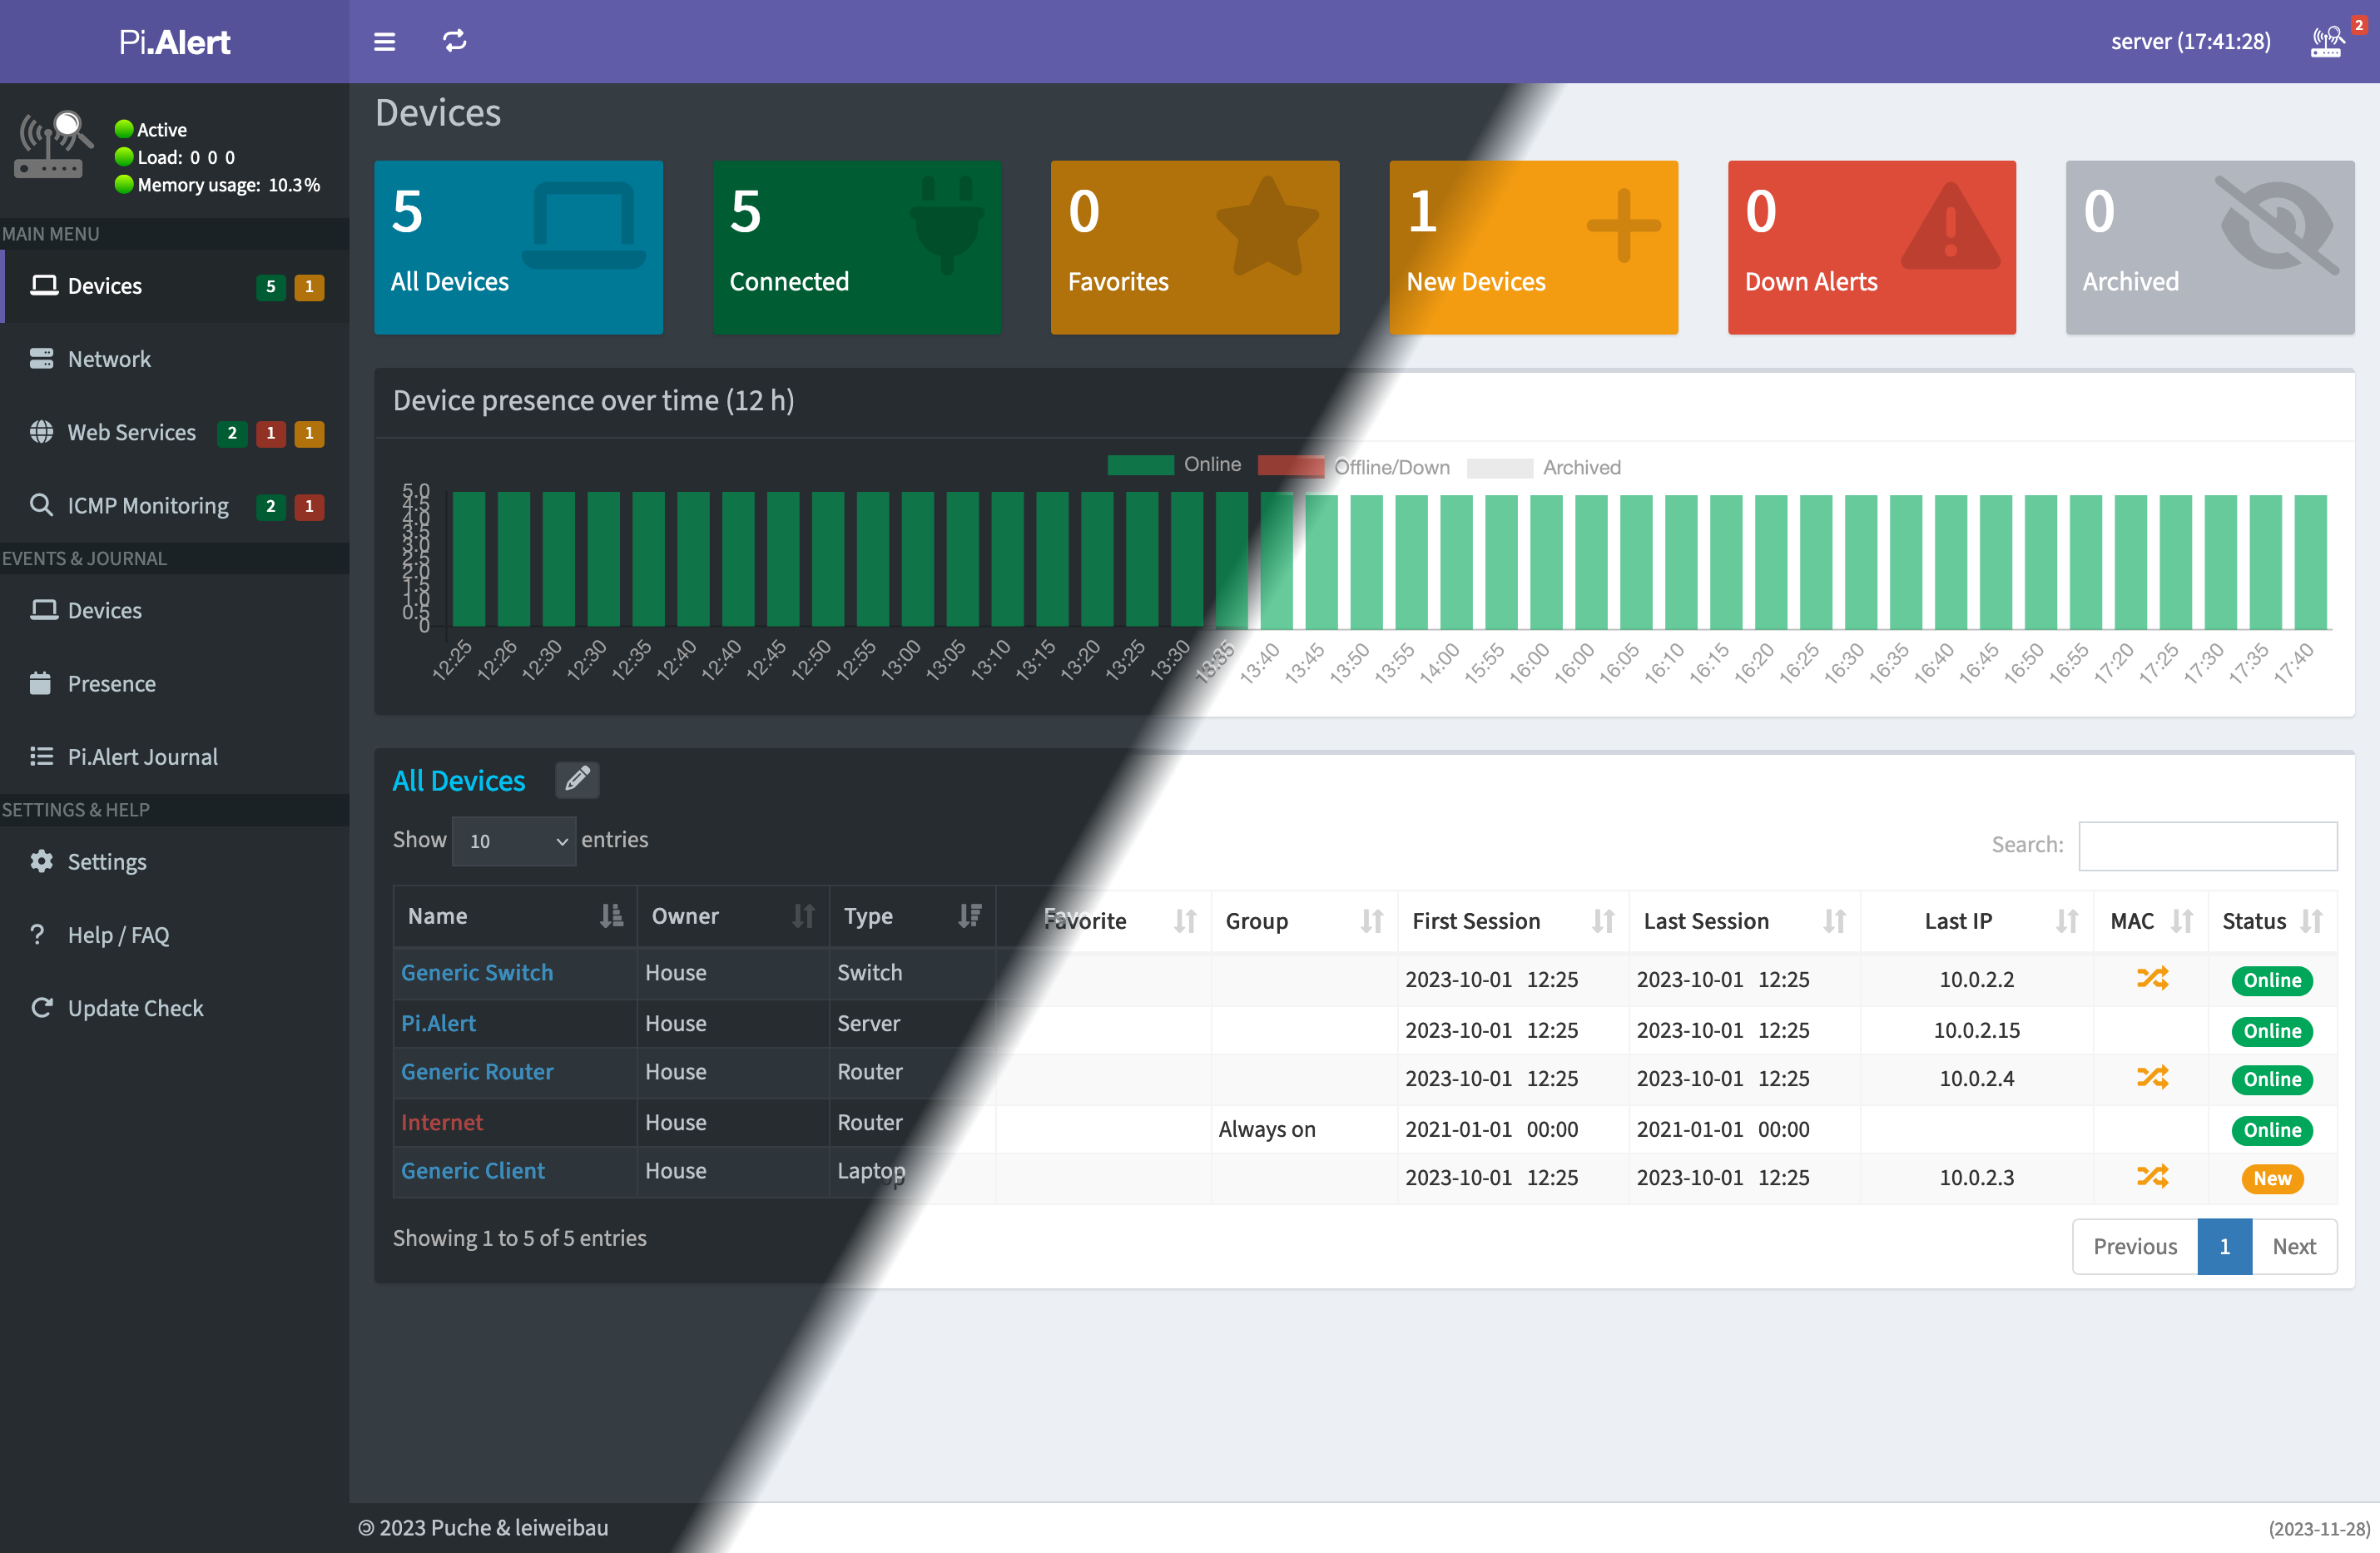 Pi.Alert
server (17:41:28)
2
Active
Load: 0 0 0
Memory usage: 10.3%
MAIN MENU
Devices 5 1
Network
Web Services 2 1 1
ICMP Monitoring 2 1
EVENTS & JOURNAL
Devices
Presence
Pi.Alert Journal
SETTINGS & HELP
Settings
Help / FAQ
Update Check
Devices
5
All Devices
5
Connected
0
Favorites
1
New Devices
0
Down Alerts
0
Archived
Device presence over time (12 h)
Online Offline/Down Archived
5.0
4.5
4.0
3.5
3.0
2.5
2.0
1.5
1.0
0.5
0
12:25 12:26 12:30 12:30 12:35 12:40 12:40 12:45 12:50 12:55 13:00 13:05 13:10 13:15 13:20 13:25 13:30 13:35 13:40 13:45 13:50 13:55 14:00 15:55 16:00 16:00 16:05 16:10 16:15 16:20 16:25 16:30 16:35 16:40 16:45 16:50 16:55 17:20 17:25 17:30 17:35 17:40
All Devices
Show 10 entries
Search:
Name Owner Type Favorite Group First Session Last Session Last IP MAC Status
Generic Switch House Switch 2023-10-01 12:25 2023-10-01 12:25 10.0.2.2 Online
Pi.Alert House Server 2023-10-01 12:25 2023-10-01 12:25 10.0.2.15 Online
Generic Router House Router 2023-10-01 12:25 2023-10-01 12:25 10.0.2.4 Online
Internet House Router Always on 2021-01-01 00:00 2021-01-01 00:00 Online
Generic Client House Laptop 2023-10-01 12:25 2023-10-01 12:25 10.0.2.3 New
Showing 1 to 5 of 5 entries
Previous 1 Next
🄯 2023 Puche & leiweibau
(2023-11-28)